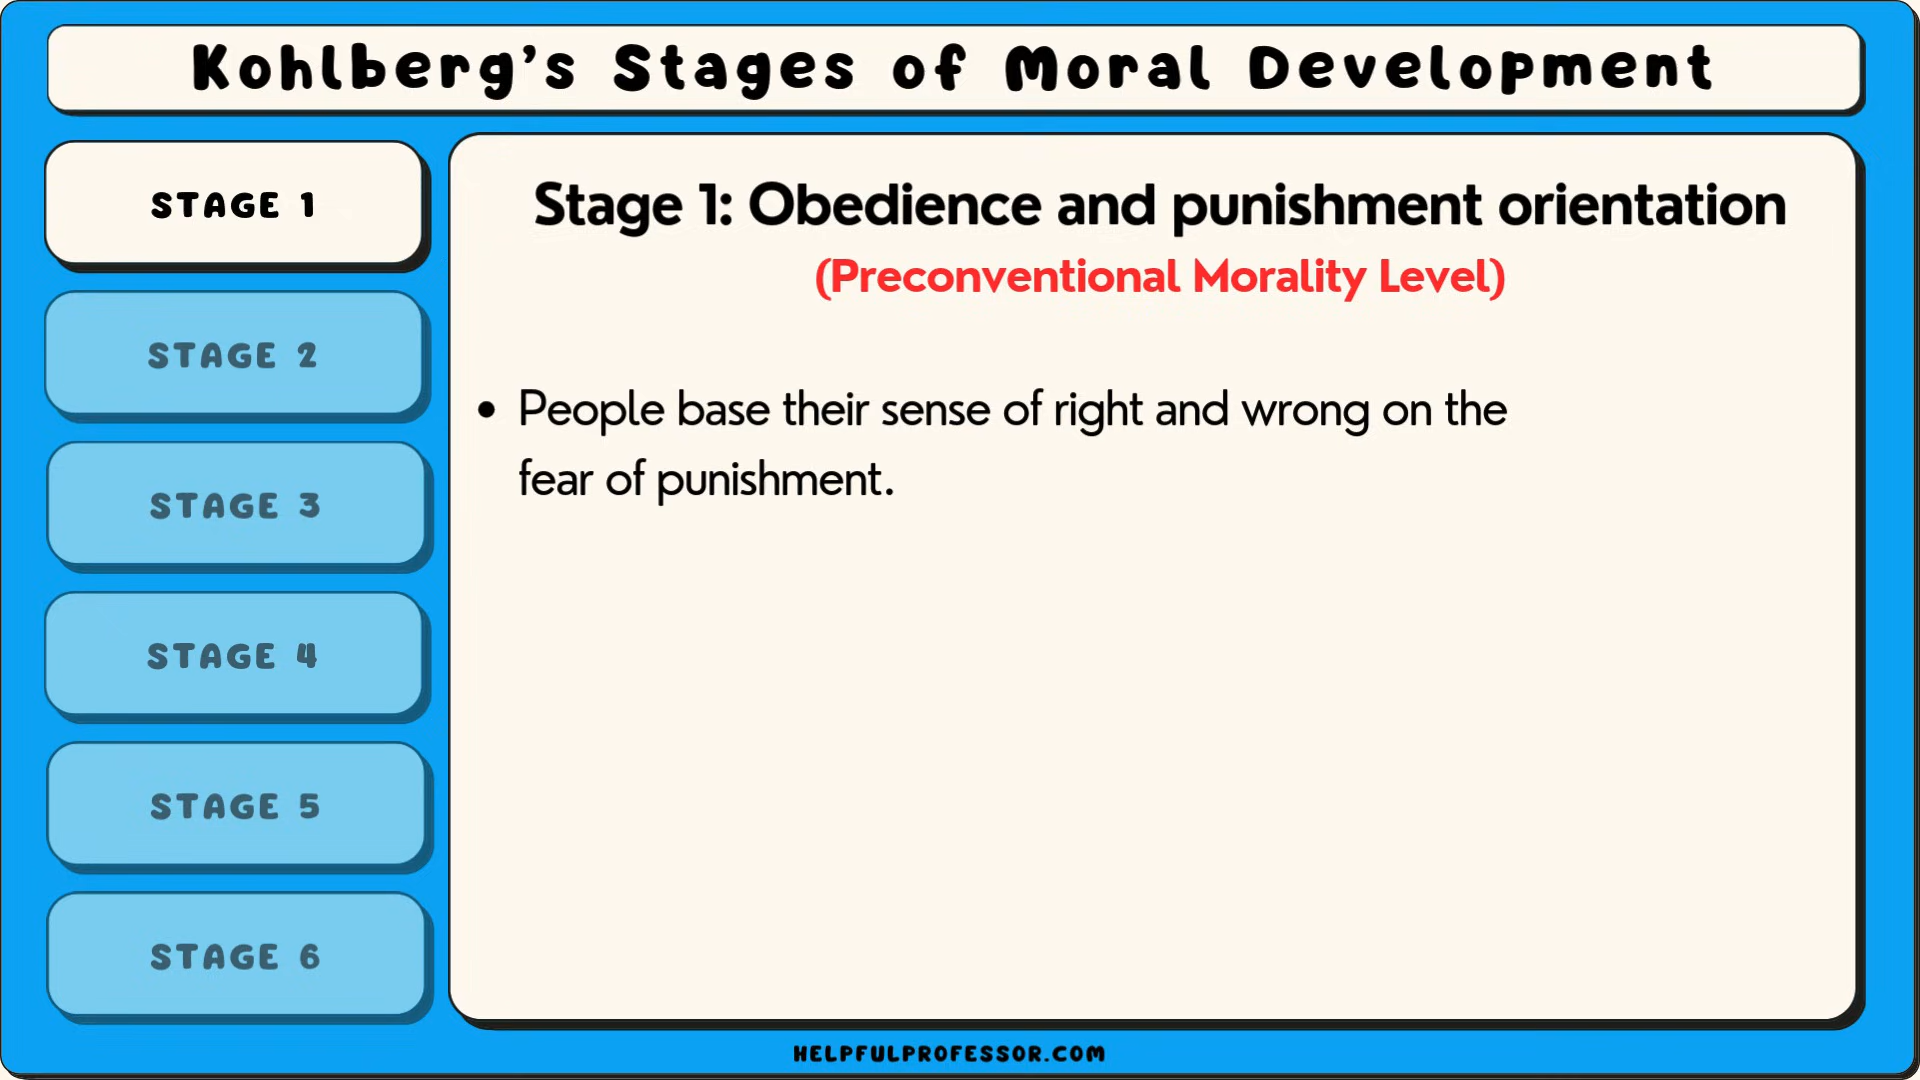 Kohlberg’s Stages of Moral Development
STAGE 1
STAGE 2
STAGE 3
STAGE 4
STAGE 5
STAGE 6
Stage 1: Obedience and punishment orientation
(Preconventional Morality Level)
• People base their sense of right and wrong on the
fear of punishment.
HELPFULPROFESSOR.COM